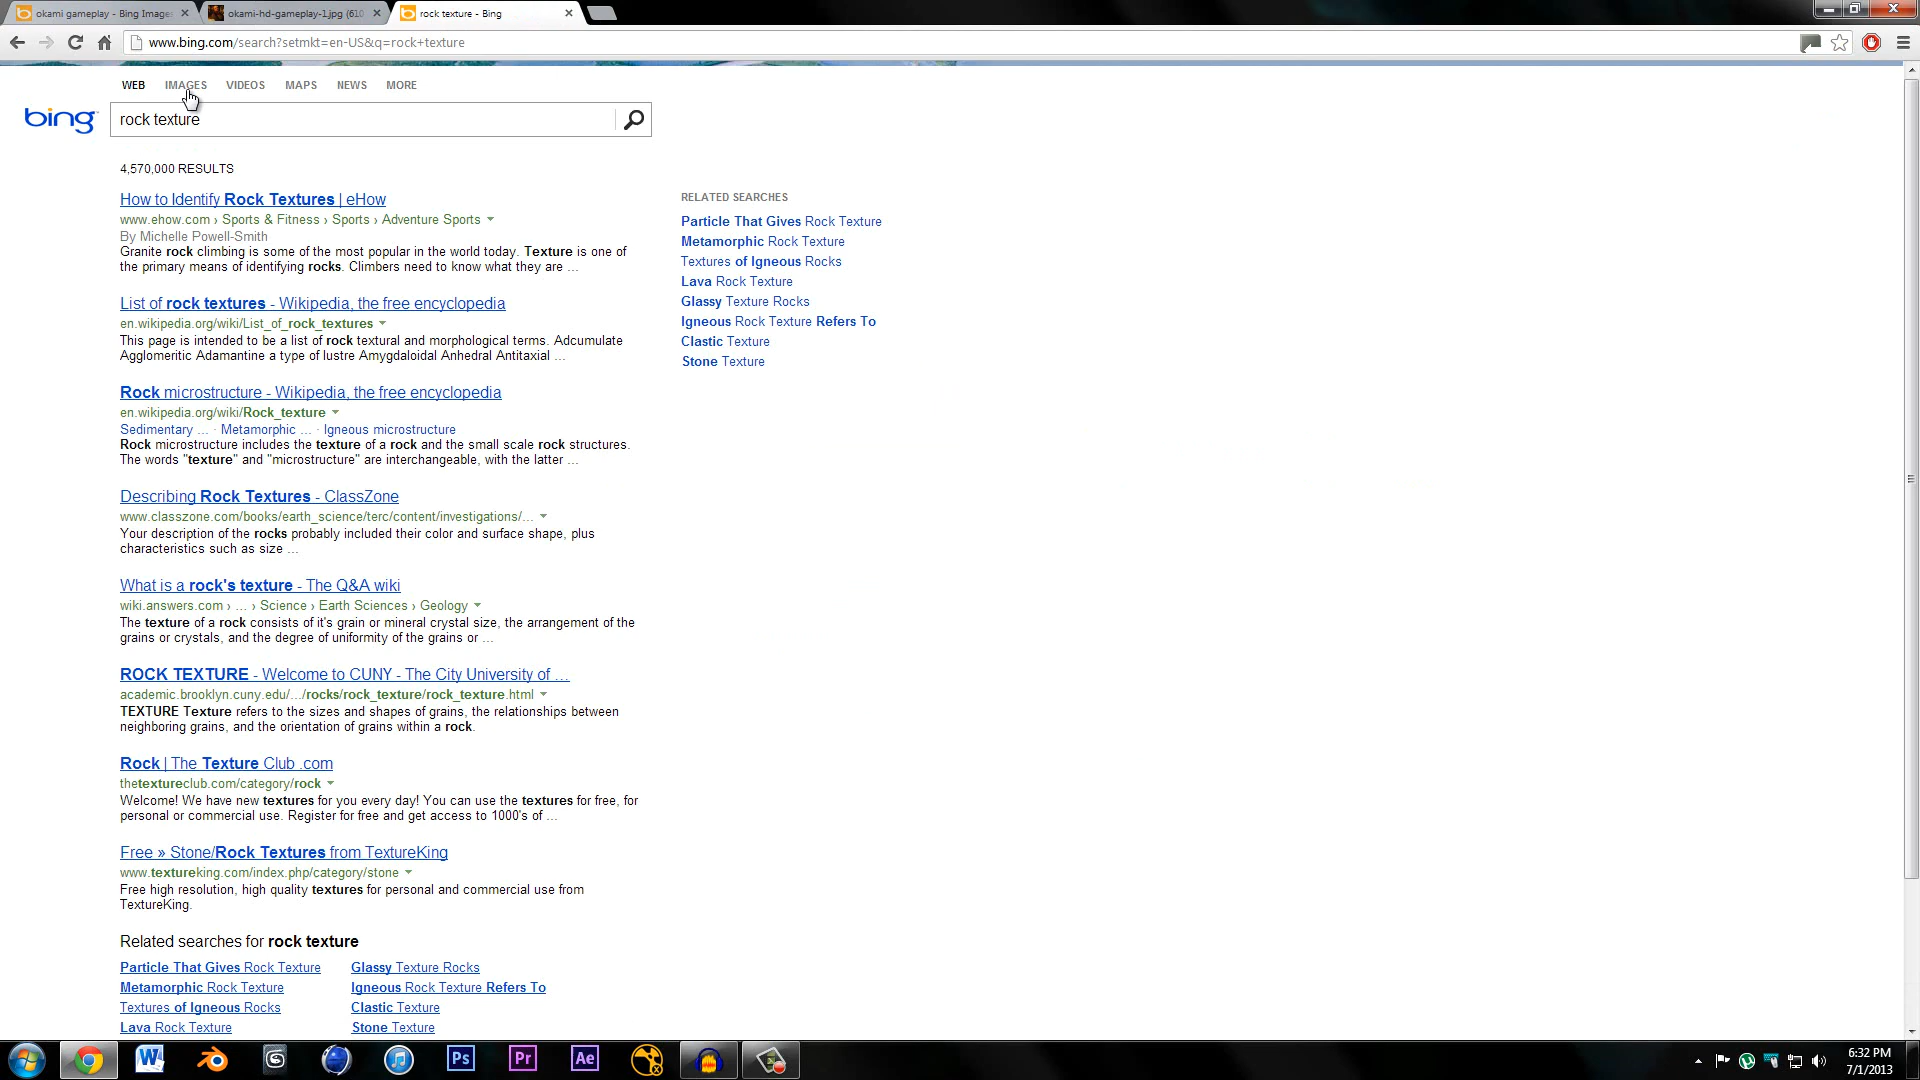 okami gameplay - Bing Images
okami-hd-gameplay-1.jpg (610
rock texture - Bing
www.bing.com/search?setmkt=en-US&q=rock+texture
WEB IMAGES VIDEOS MAPS NEWS MORE
bing
rock texture
4,570,000 RESULTS
How to Identify Rock Textures | eHow
www.ehow.com › Sports & Fitness › Sports › Adventure Sports
By Michelle Powell-Smith
Granite rock climbing is some of the most popular in the world today. Texture is one of
the primary means of identifying rocks. Climbers need to know what they are ...
List of rock textures - Wikipedia, the free encyclopedia
en.wikipedia.org/wiki/List_of_rock_textures
This page is intended to be a list of rock textural and morphological terms. Adcumulate
Agglomeritic Adamantine a type of lustre Amygdaloidal Anhedral Antitaxial ...
Rock microstructure - Wikipedia, the free encyclopedia
en.wikipedia.org/wiki/Rock_texture
Sedimentary ... · Metamorphic ... · Igneous microstructure
Rock microstructure includes the texture of a rock and the small scale rock structures.
The words "texture" and "microstructure" are interchangeable, with the latter ...
Describing Rock Textures - ClassZone
www.classzone.com/books/earth_science/terc/content/investigations/...
Your description of the rocks probably included their color and surface shape, plus
characteristics such as size ...
What is a rock's texture - The Q&A wiki
wiki.answers.com › ... › Science › Earth Sciences › Geology
The texture of a rock consists of it's grain or mineral crystal size, the arrangement of the
grains or crystals, and the degree of uniformity of the grains or ...
ROCK TEXTURE - Welcome to CUNY - The City University of ...
academic.brooklyn.cuny.edu/.../rocks/rock_texture/rock_texture.html
TEXTURE Texture refers to the sizes and shapes of grains, the relationships between
neighboring grains, and the orientation of grains within a rock.
Rock | The Texture Club .com
thetextureclub.com/category/rock
Welcome! We have new textures for you every day! You can use the textures for free, for
personal or commercial use. Register for free and get access to 1000's of ...
Free » Stone/Rock Textures from TextureKing
www.textureking.com/index.php/category/stone
Free high resolution, high quality textures for personal and commercial use from
TextureKing.
Related searches for rock texture
Particle That Gives Rock Texture
Metamorphic Rock Texture
Textures of Igneous Rocks
Lava Rock Texture
Glassy Texture Rocks
Igneous Rock Texture Refers To
Clastic Texture
Stone Texture
RELATED SEARCHES
Particle That Gives Rock Texture
Metamorphic Rock Texture
Textures of Igneous Rocks
Lava Rock Texture
Glassy Texture Rocks
Igneous Rock Texture Refers To
Clastic Texture
Stone Texture
Ps
Pr
Ae
6:32 PM
7/1/2013